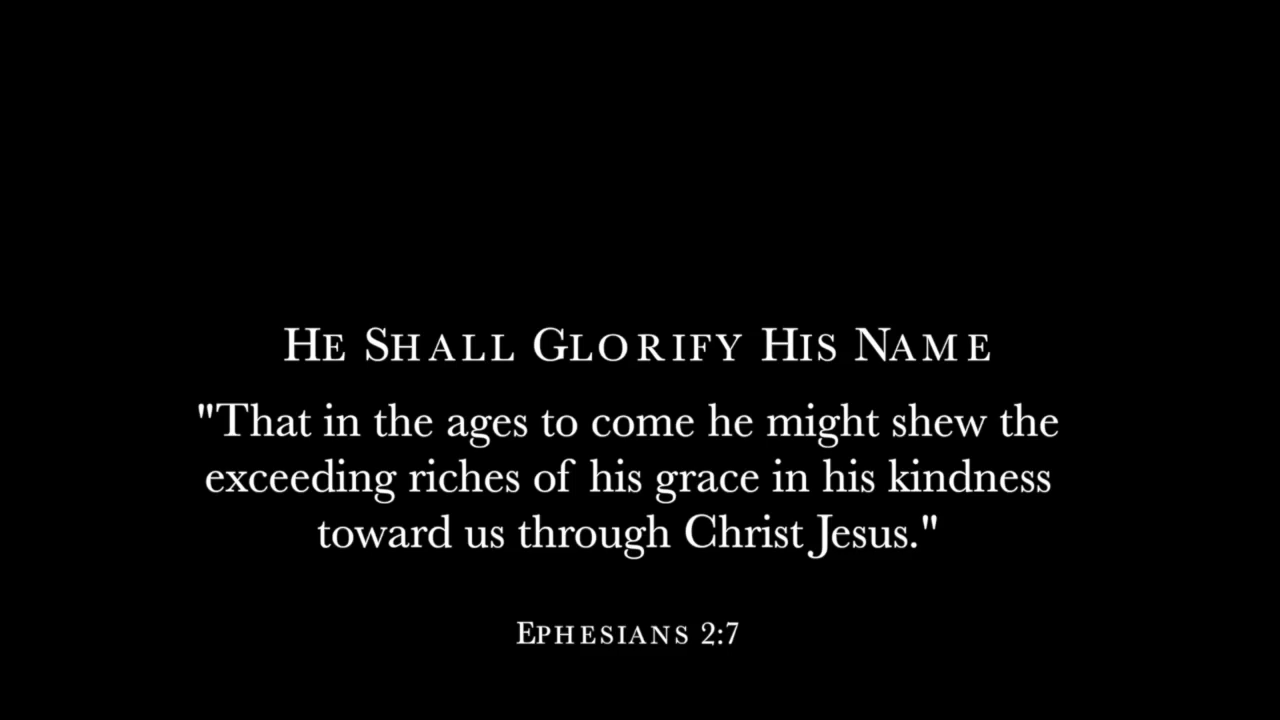 He Shall Glorify His Name
"That in the ages to come he might shew the
exceeding riches of his grace in his kindness
toward us through Christ Jesus."
Ephesians 2:7